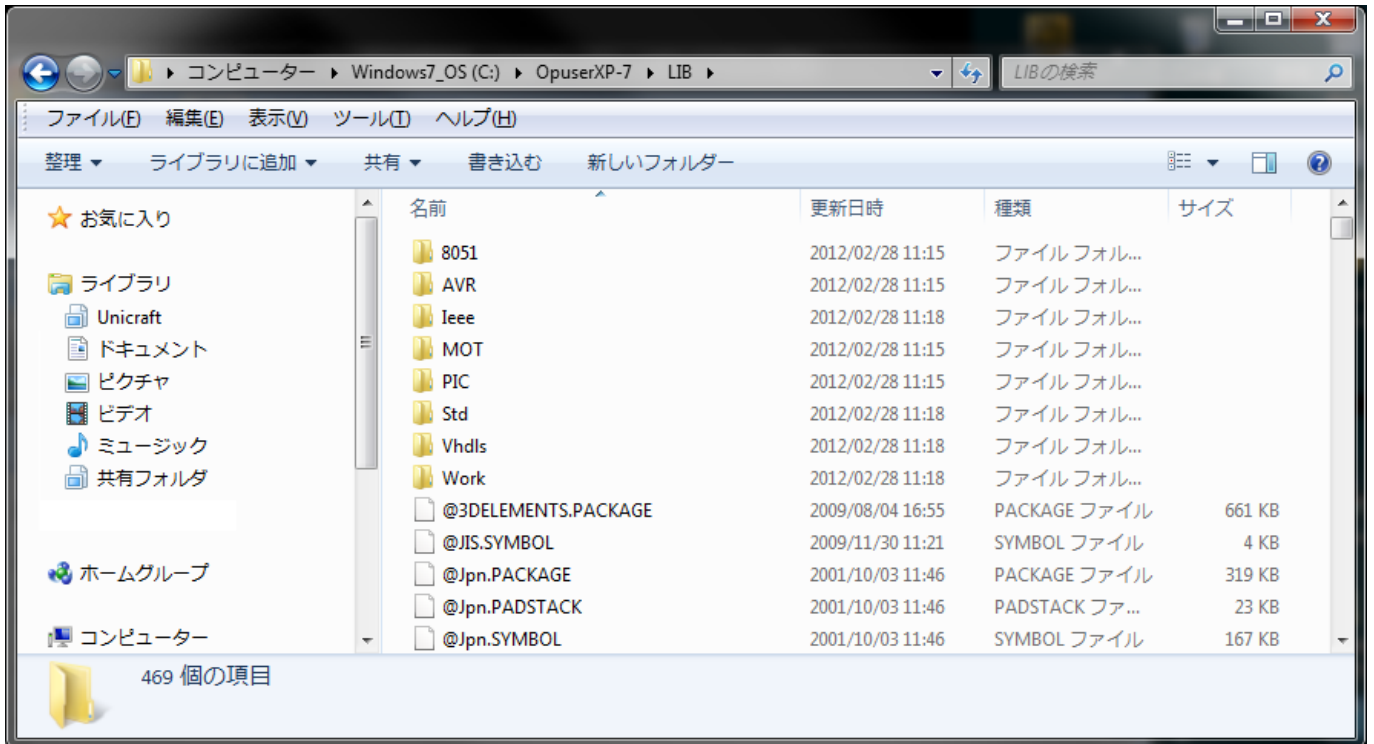 コンピューター ▸ Windows7_OS (C:) ▸ OpuserXP-7 ▸ LIB ▸ LIBの検索
ファイル(F) 編集(E) 表示(V) ツール(T) ヘルプ(H)
整理 ライブラリに追加 共有 書き込む 新しいフォルダー
お気に入り
ライブラリ
Unicraft
ドキュメント
ピクチャ
ビデオ
ミュージック
共有フォルダ
ホームグループ
コンピューター
名前 更新日時 種類 サイズ
8051 2012/02/28 11:15 ファイル フォル...
AVR 2012/02/28 11:15 ファイル フォル...
Ieee 2012/02/28 11:18 ファイル フォル...
MOT 2012/02/28 11:15 ファイル フォル...
PIC 2012/02/28 11:15 ファイル フォル...
Std 2012/02/28 11:18 ファイル フォル...
Vhdls 2012/02/28 11:18 ファイル フォル...
Work 2012/02/28 11:18 ファイル フォル...
@3DELEMENTS.PACKAGE 2009/08/04 16:55 PACKAGE ファイル 661 KB
@JIS.SYMBOL 2009/11/30 11:21 SYMBOL ファイル 4 KB
@Jpn.PACKAGE 2001/10/03 11:46 PACKAGE ファイル 319 KB
@Jpn.PADSTACK 2001/10/03 11:46 PADSTACK ファ... 23 KB
@Jpn.SYMBOL 2001/10/03 11:46 SYMBOL ファイル 167 KB
469 個の項目